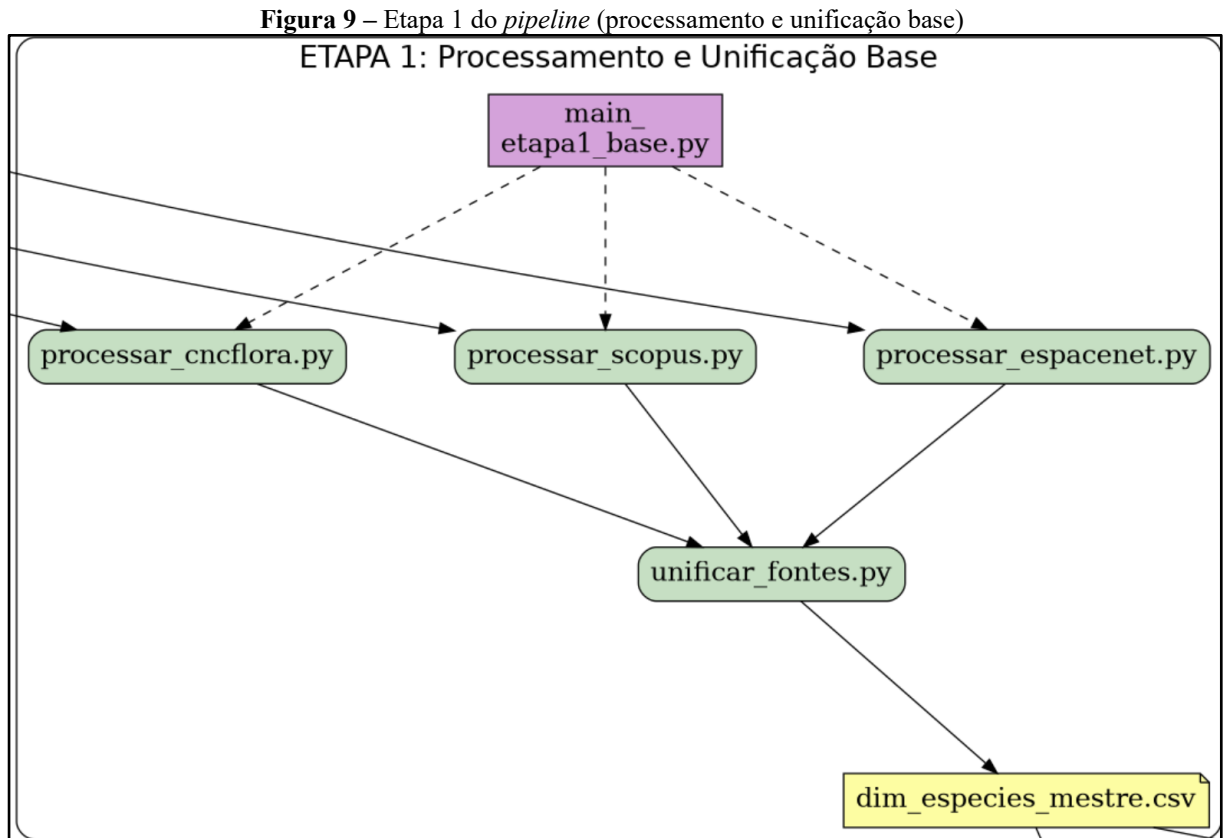 Figura 9 – Etapa 1 do pipeline (processamento e unificação base)
ETAPA 1: Processamento e Unificação Base
main_
etapa1_base.py
processar_cncflora.py
processar_scopus.py
processar_espacenet.py
unificar_fontes.py
dim_especies_mestre.csv